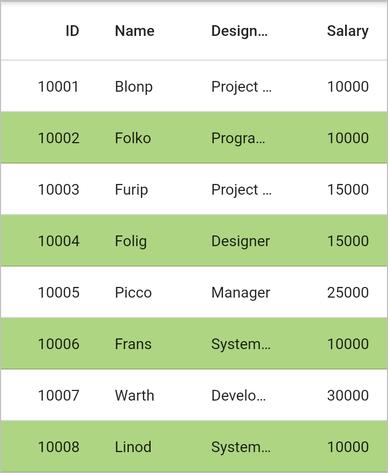 ID Name Design... Salary
10001 Blonp Project ... 10000
10002 Folko Progra... 10000
10003 Furip Project ... 15000
10004 Folig Designer 15000
10005 Picco Manager 25000
10006 Frans System... 10000
10007 Warth Develo... 30000
10008 Linod System... 10000